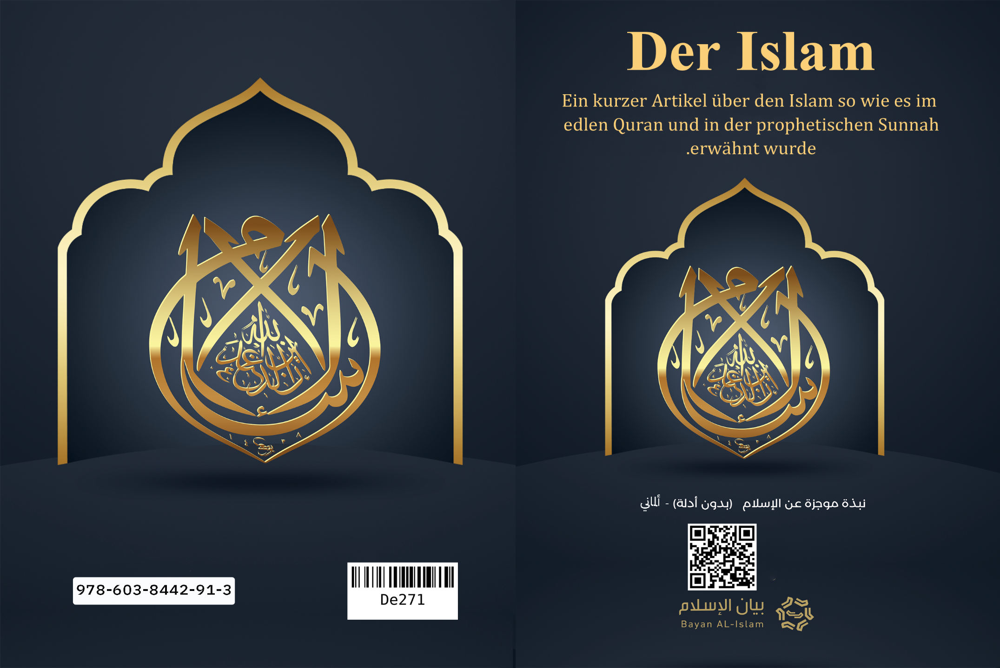 Der Islam
Ein kurzer Artikel über den Islam so wie es im
edlen Quran und in der prophetischen Sunnah
.erwähnt wurde
نبذة موجزة عن الإسلام (بدون أدلة) - ألماني
بيان الإسلام
Bayan AL-Islam
978-603-8442-91-3
De271